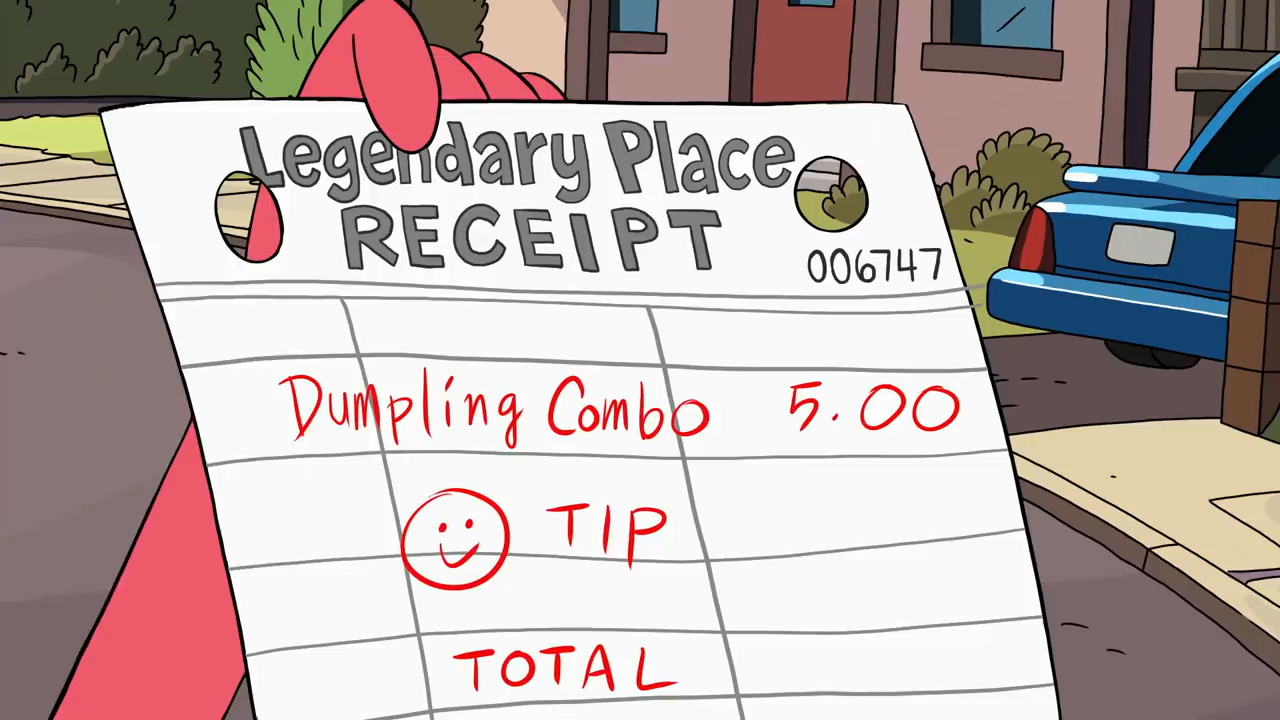 Legendary Place
RECEIPT
006747
Dumpling Combo 5.00
TIP
TOTAL